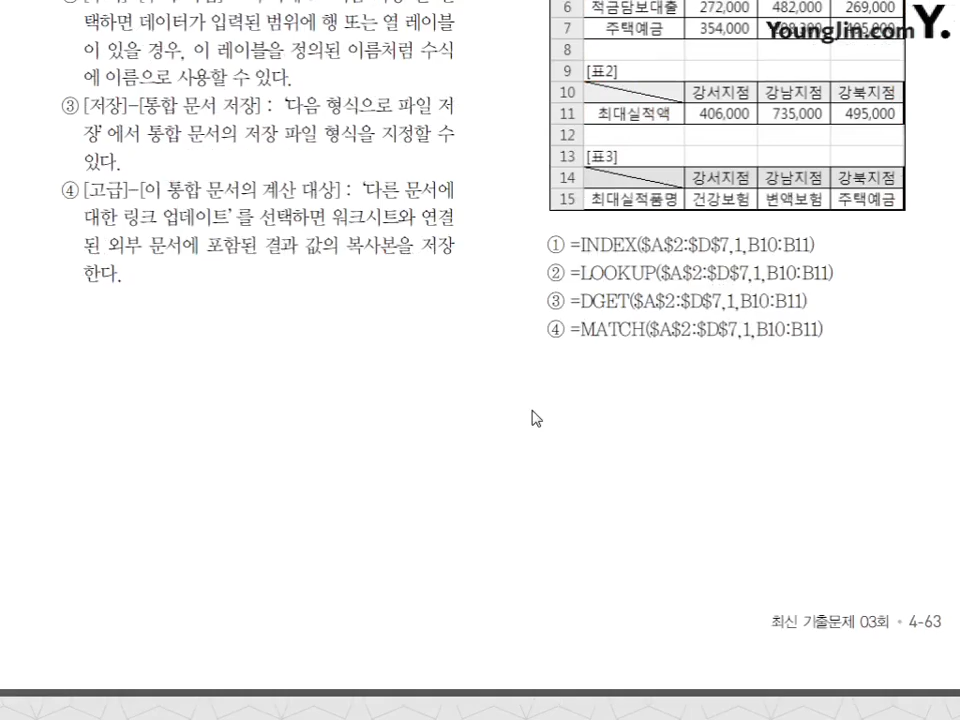 택하면 데이터가 입력된 범위에 행 또는 열 레이블
이 있을 경우, 이 레이블을 정의된 이름처럼 수식
에 이름으로 사용할 수 있다.
③ [저장]-[통합 문서 저장] : ‘다음 형식으로 파일 저
장’에서 통합 문서의 저장 파일 형식을 지정할 수
있다.
④ [고급]-[이 통합 문서의 계산 대상] : ‘다른 문서에
대한 링크 업데이트’를 선택하면 워크시트와 연결
된 외부 문서에 포함된 결과 값의 복사본을 저장
한다.
6 적금담보대출 272,000 482,000 269,000
7 주택예금 354,000
YoungJin.com Y.
8
9 [표2]
10 강서지점 강남지점 강북지점
11 최대실적액 406,000 735,000 495,000
12
13 [표3]
14 강서지점 강남지점 강북지점
15 최대실적품명 건강보험 변액보험 주택예금
① =INDEX($A$2:$D$7,1,B10:B11)
② =LOOKUP($A$2:$D$7,1,B10:B11)
③ =DGET($A$2:$D$7,1,B10:B11)
④ =MATCH($A$2:$D$7,1,B10:B11)
최신 기출문제 03회 • 4-63